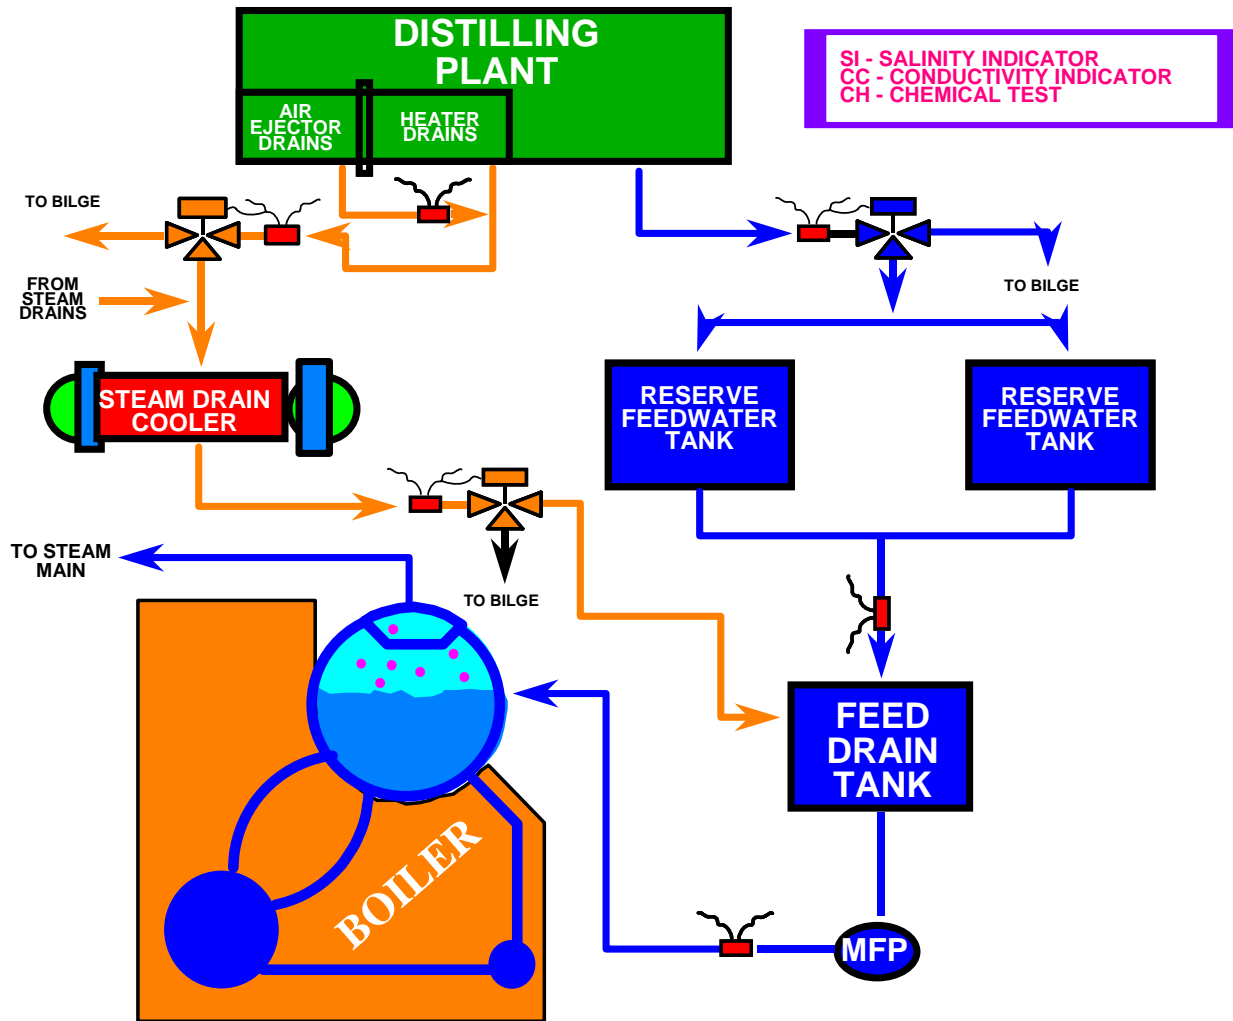 DISTILLING
PLANT
AIR
EJECTOR
DRAINS
HEATER
DRAINS
SI - SALINITY INDICATOR
CC - CONDUCTIVITY INDICATOR
CH - CHEMICAL TEST
TO BILGE
FROM
STEAM
DRAINS
TO BILGE
STEAM DRAIN
COOLER
RESERVE
FEEDWATER
TANK
RESERVE
FEEDWATER
TANK
TO STEAM
MAIN
TO BILGE
FEED
DRAIN
TANK
BOILER
MFP